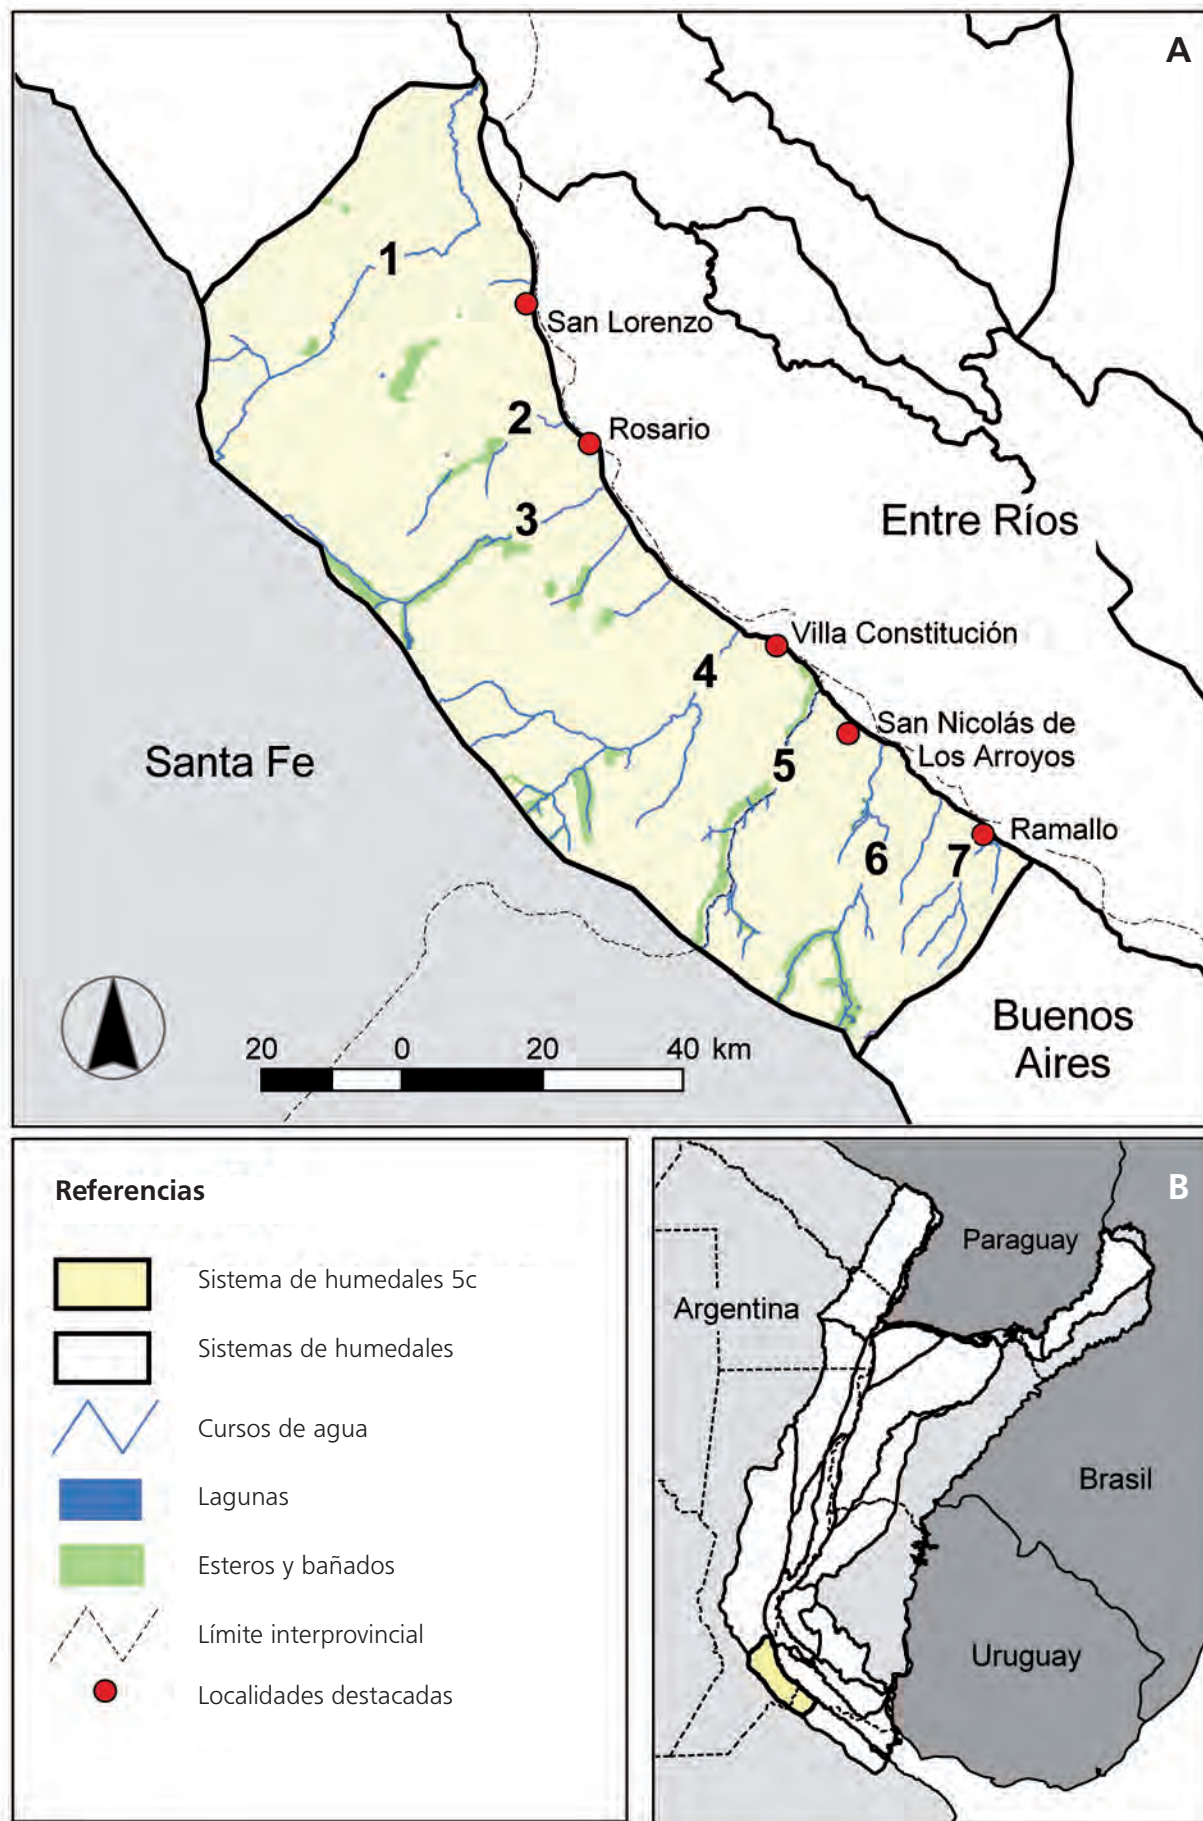 A
1
San Lorenzo
2
Rosario
3
Entre Ríos
Villa Constitución
4
San Nicolás de
Los Arroyos
5
Santa Fe
Ramallo
6
7
Buenos
Aires
20 0 20 40 km
Referencias
Sistema de humedales 5c
Sistemas de humedales
Cursos de agua
Lagunas
Esteros y bañados
Límite interprovincial
Localidades destacadas
B
Paraguay
Argentina
Brasil
Uruguay